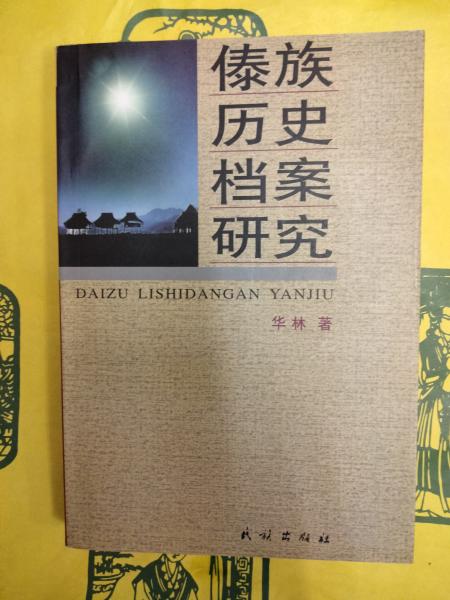 傣族
历史
档案
研究
DAIZU LISHIDANGAN YANJIU
华林 著
民族出版社